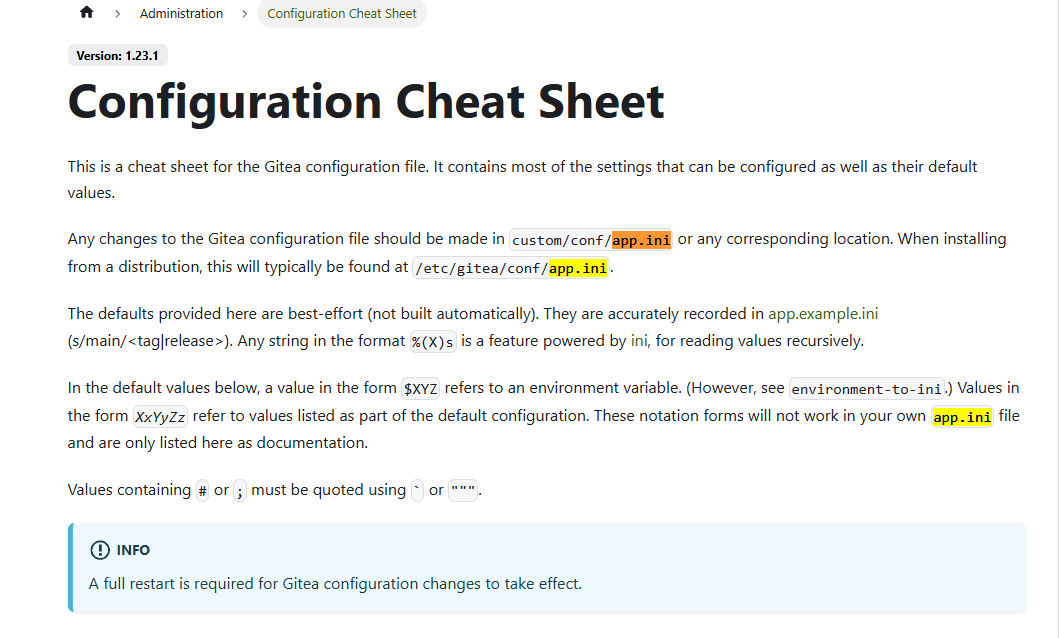 Administration > Configuration Cheat Sheet
Version: 1.23.1
Configuration Cheat Sheet
This is a cheat sheet for the Gitea configuration file. It contains most of the settings that can be configured as well as their default
values.
Any changes to the Gitea configuration file should be made in custom/conf/app.ini or any corresponding location. When installing
from a distribution, this will typically be found at /etc/gitea/conf/app.ini.
The defaults provided here are best-effort (not built automatically). They are accurately recorded in app.example.ini
(s/main/<tag|release>). Any string in the format %(X)s is a feature powered by ini, for reading values recursively.
In the default values below, a value in the form $XYZ refers to an environment variable. (However, see environment-to-ini.) Values in
the form XxYyZz refer to values listed as part of the default configuration. These notation forms will not work in your own app.ini file
and are only listed here as documentation.
Values containing # or ; must be quoted using ` or """.
INFO
A full restart is required for Gitea configuration changes to take effect.